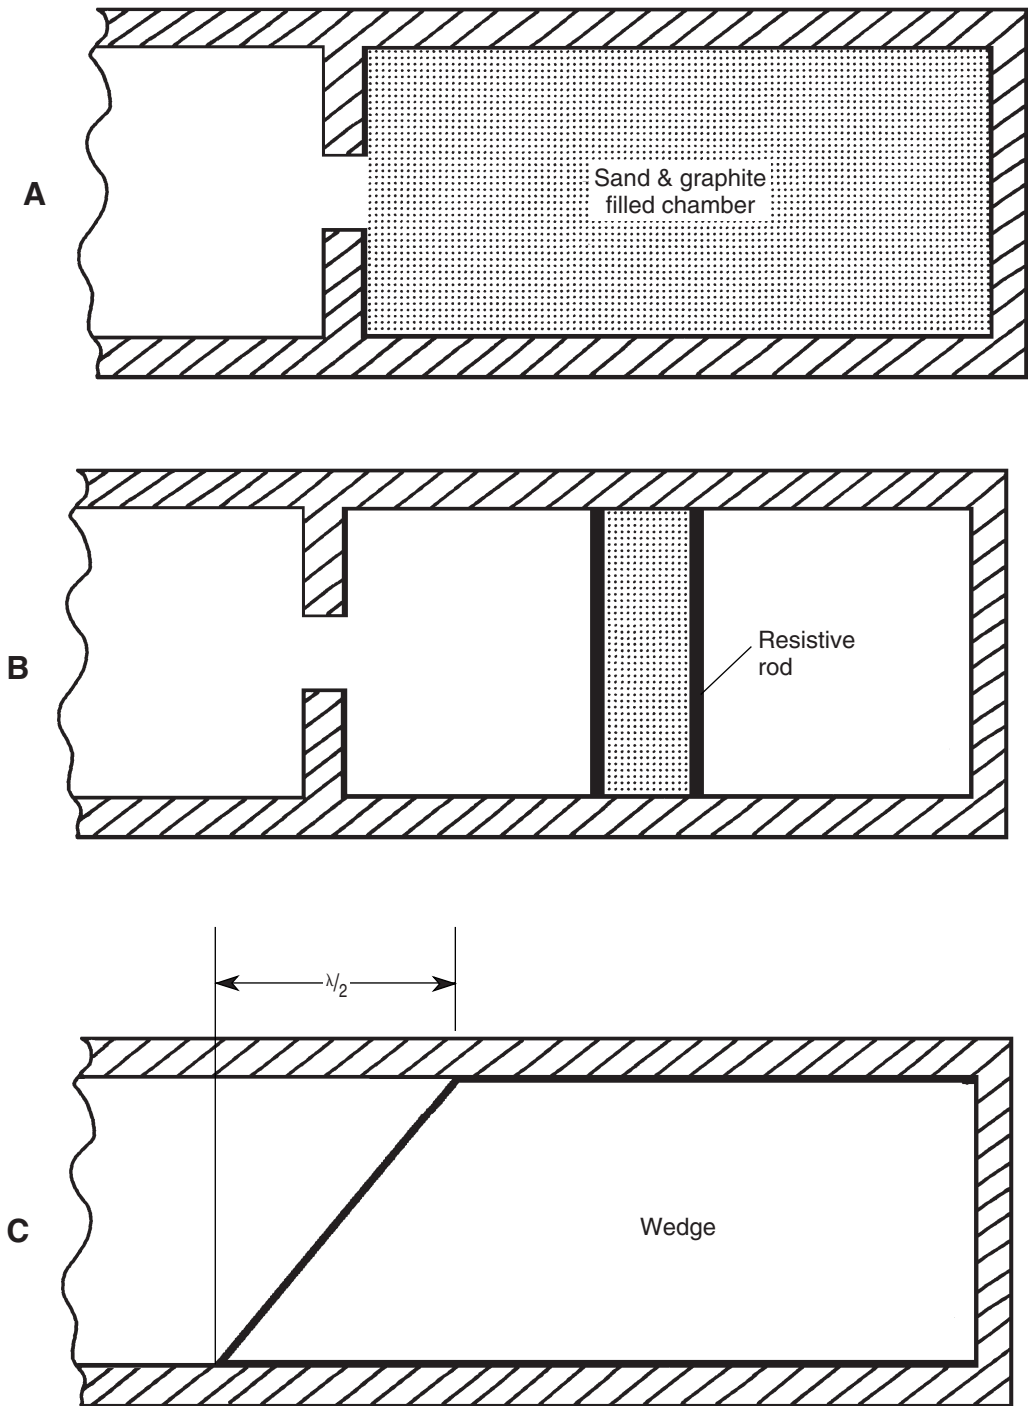 A
Sand & graphite
filled chamber
B
Resistive
rod
λ/2
C
Wedge